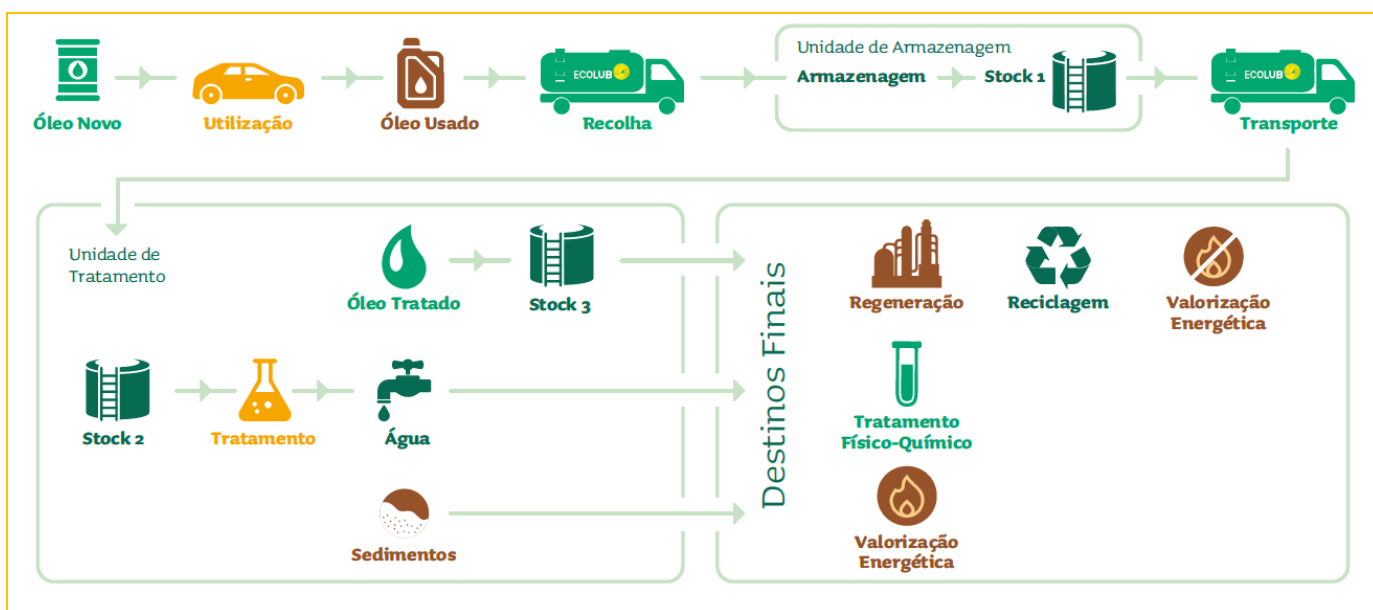 Óleo Novo
Utilização
Óleo Usado
ECOLUB
Recolha
Unidade de Armazenagem
Armazenagem
Stock 1
ECOLUB
Transporte
Unidade de
Tratamento
Óleo Tratado
Stock 3
Stock 2
Tratamento
Água
Sedimentos
Destinos Finais
Regeneração
Reciclagem
Valorização
Energética
Tratamento
Físico-Químico
Valorização
Energética